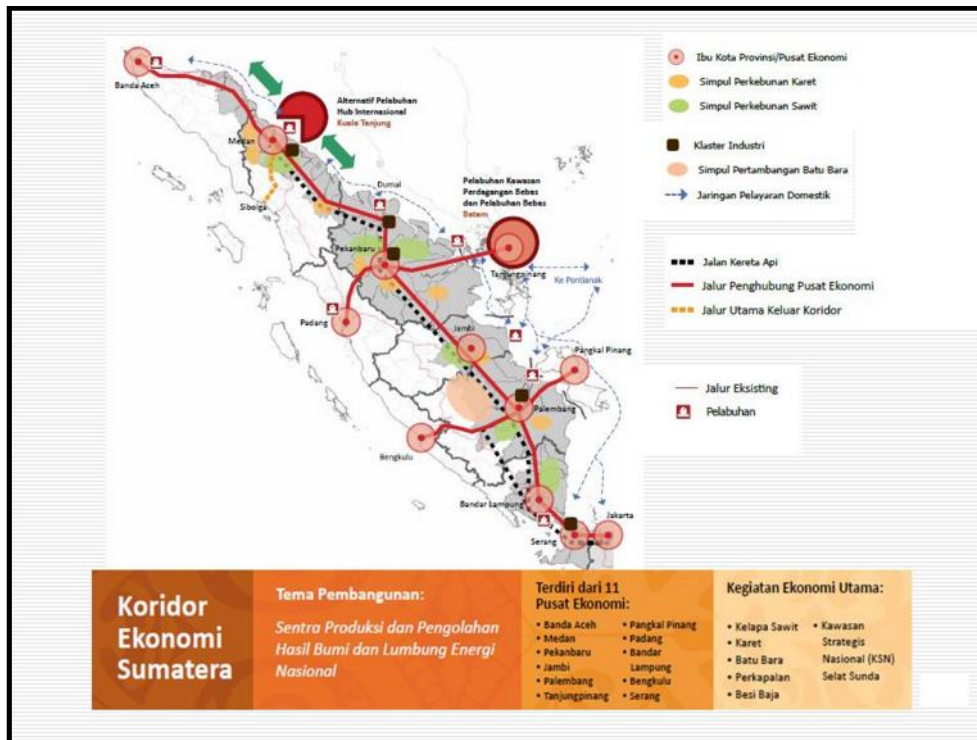 Banda Aceh
Alternatif Pelabuhan
Hub Internasional
Kuala Tanjung
Medan
Sibolga
Dumai
Pelabuhan Kawasan
Perdagangan Bebas
dan Pelabuhan Bebas
Batam
Pekanbaru
Tanjungpinang
Ke Pontianak
Padang
Jambi
Pangkal Pinang
Palembang
Bengkulu
Bandar Lampung
Jakarta
Serang
Ibu Kota Provinsi/Pusat Ekonomi
Simpul Perkebunan Karet
Simpul Perkebunan Sawit
Klaster Industri
Simpul Pertambangan Batu Bara
Jaringan Pelayaran Domestik
Jalan Kereta Api
Jalur Penghubung Pusat Ekonomi
Jalur Utama Keluar Koridor
Jalur Eksisting
Pelabuhan
Koridor
Ekonomi
Sumatera
Tema Pembangunan:
Sentra Produksi dan Pengolahan
Hasil Bumi dan Lumbung Energi
Nasional
Terdiri dari 11
Pusat Ekonomi:
• Banda Aceh
• Medan
• Pekanbaru
• Jambi
• Palembang
• Tanjungpinang
• Pangkal Pinang
• Padang
• Bandar
Lampung
• Bengkulu
• Serang
Kegiatan Ekonomi Utama:
• Kelapa Sawit
• Karet
• Batu Bara
• Perkapalan
• Besi Baja
• Kawasan
Strategis
Nasional (KSN)
Selat Sunda